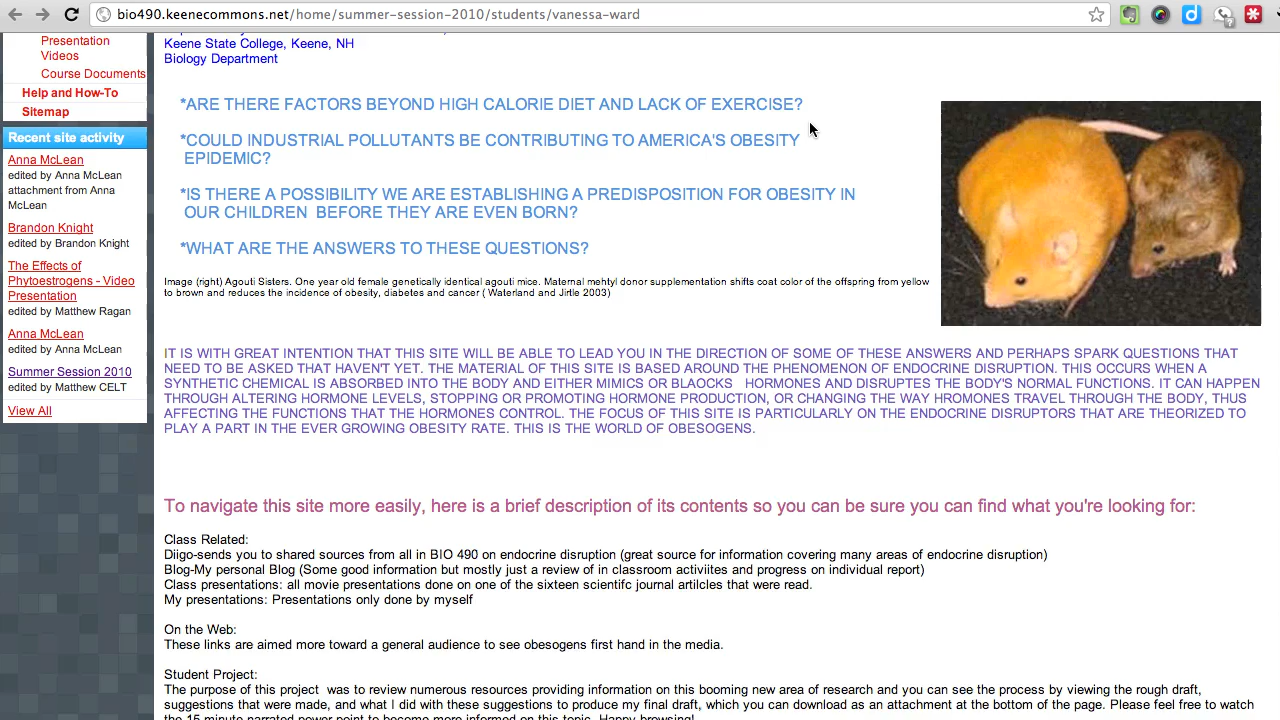 bio490.keenecommons.net/home/summer-session-2010/students/vanessa-ward
Presentation
Videos
Course Documents
Help and How-To
Sitemap
Recent site activity
Anna McLean
edited by Anna McLean
attachment from Anna
McLean
Brandon Knight
edited by Brandon Knight
The Effects of
Phytoestrogens - Video
Presentation
edited by Matthew Ragan
Anna McLean
edited by Anna McLean
Summer Session 2010
edited by Matthew CELT
View All
Keene State College, Keene, NH
Biology Department
*ARE THERE FACTORS BEYOND HIGH CALORIE DIET AND LACK OF EXERCISE?
*COULD INDUSTRIAL POLLUTANTS BE CONTRIBUTING TO AMERICA'S OBESITY
EPIDEMIC?
*IS THERE A POSSIBILITY WE ARE ESTABLISHING A PREDISPOSITION FOR OBESITY IN
OUR CHILDREN BEFORE THEY ARE EVEN BORN?
*WHAT ARE THE ANSWERS TO THESE QUESTIONS?
Image (right) Agouti Sisters. One year old female genetically identical agouti mice. Maternal mehtyl donor supplementation shifts coat color of the offspring from yellow
to brown and reduces the incidence of obesity, diabetes and cancer ( Waterland and Jirtle 2003)
IT IS WITH GREAT INTENTION THAT THIS SITE WILL BE ABLE TO LEAD YOU IN THE DIRECTION OF SOME OF THESE ANSWERS AND PERHAPS SPARK QUESTIONS THAT
NEED TO BE ASKED THAT HAVEN'T YET. THE MATERIAL OF THIS SITE IS BASED AROUND THE PHENOMENON OF ENDOCRINE DISRUPTION. THIS OCCURS WHEN A
SYNTHETIC CHEMICAL IS ABSORBED INTO THE BODY AND EITHER MIMICS OR BLAOCKS HORMONES AND DISRUPTES THE BODY'S NORMAL FUNCTIONS. IT CAN HAPPEN
THROUGH ALTERING HORMONE LEVELS, STOPPING OR PROMOTING HORMONE PRODUCTION, OR CHANGING THE WAY HROMONES TRAVEL THROUGH THE BODY, THUS
AFFECTING THE FUNCTIONS THAT THE HORMONES CONTROL. THE FOCUS OF THIS SITE IS PARTICULARLY ON THE ENDOCRINE DISRUPTORS THAT ARE THEORIZED TO
PLAY A PART IN THE EVER GROWING OBESITY RATE. THIS IS THE WORLD OF OBESOGENS.
To navigate this site more easily, here is a brief description of its contents so you can be sure you can find what you're looking for:
Class Related:
Diigo-sends you to shared sources from all in BIO 490 on endocrine disruption (great source for information covering many areas of endocrine disruption)
Blog-My personal Blog (Some good information but mostly just a review of in classroom activiites and progress on individual report)
Class presentations: all movie presentations done on one of the sixteen scientifc journal artilcles that were read.
My presentations: Presentations only done by myself
On the Web:
These links are aimed more toward a general audience to see obesogens first hand in the media.
Student Project:
The purpose of this project was to review numerous resources providing information on this booming new area of research and you can see the process by viewing the rough draft,
suggestions that were made, and what I did with these suggestions to produce my final draft, which you can download as an attachment at the bottom of the page. Please feel free to watch
the 15 minute narrated power point to become more informed on this topic. Happy browsing!